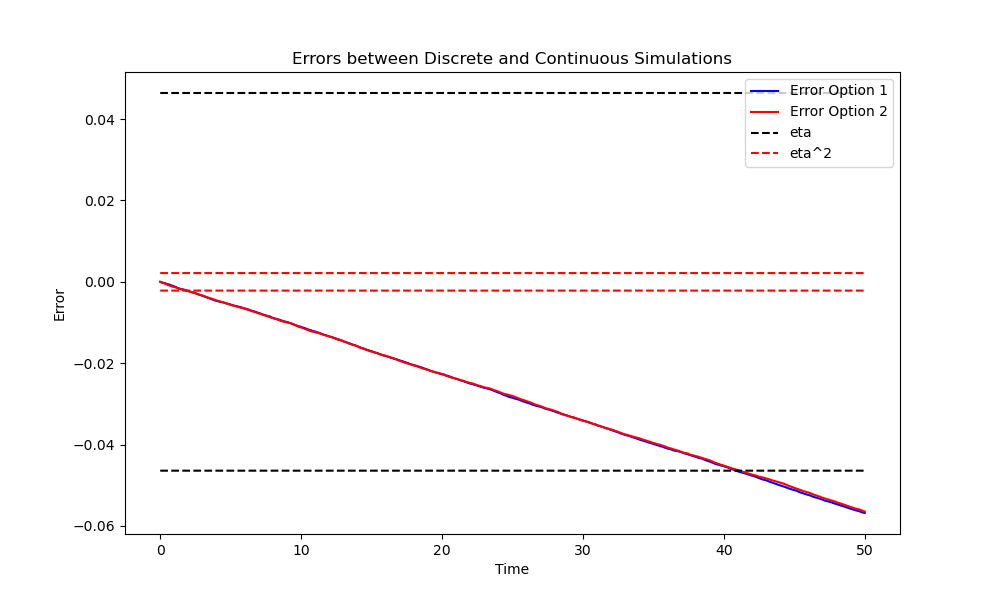 Errors between Discrete and Continuous Simulations
Error Option 1
Error Option 2
eta
eta^2
0.04
0.02
0.00
−0.02
−0.04
−0.06
Error
0 10 20 30 40 50
Time